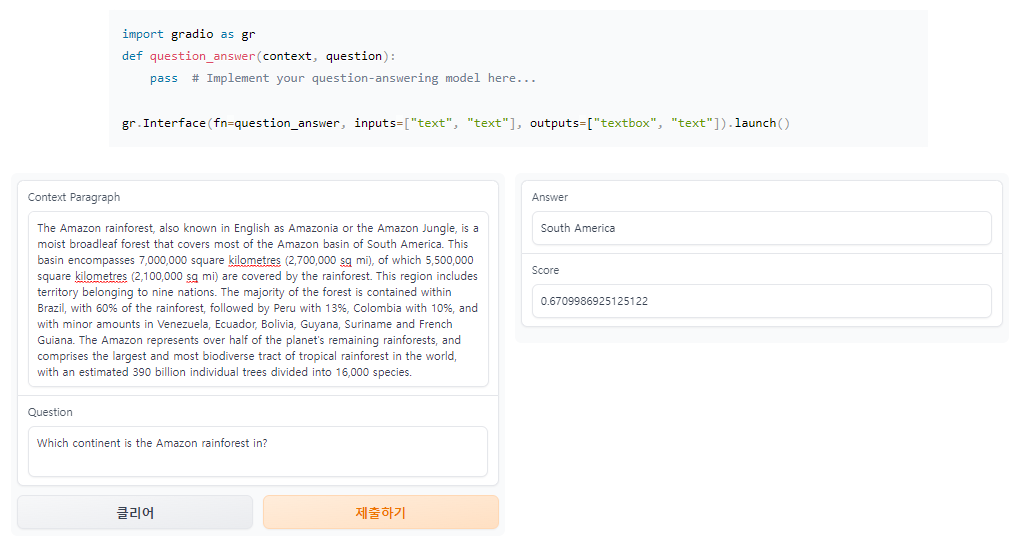 import gradio as gr
def question_answer(context, question):
    pass  # Implement your question-answering model here...
gr.Interface(fn=question_answer, inputs=["text", "text"], outputs=["textbox", "text"]).launch()
Context Paragraph
The Amazon rainforest, also known in English as Amazonia or the Amazon Jungle, is a
moist broadleaf forest that covers most of the Amazon basin of South America. This
basin encompasses 7,000,000 square kilometres (2,700,000 sq mi), of which 5,500,000
square kilometres (2,100,000 sq mi) are covered by the rainforest. This region includes
territory belonging to nine nations. The majority of the forest is contained within
Brazil, with 60% of the rainforest, followed by Peru with 13%, Colombia with 10%, and
with minor amounts in Venezuela, Ecuador, Bolivia, Guyana, Suriname and French
Guiana. The Amazon represents over half of the planet's remaining rainforests, and
comprises the largest and most biodiverse tract of tropical rainforest in the world,
with an estimated 390 billion individual trees divided into 16,000 species.
Question
Which continent is the Amazon rainforest in?
클리어
제출하기
Answer
South America
Score
0.6709986925125122